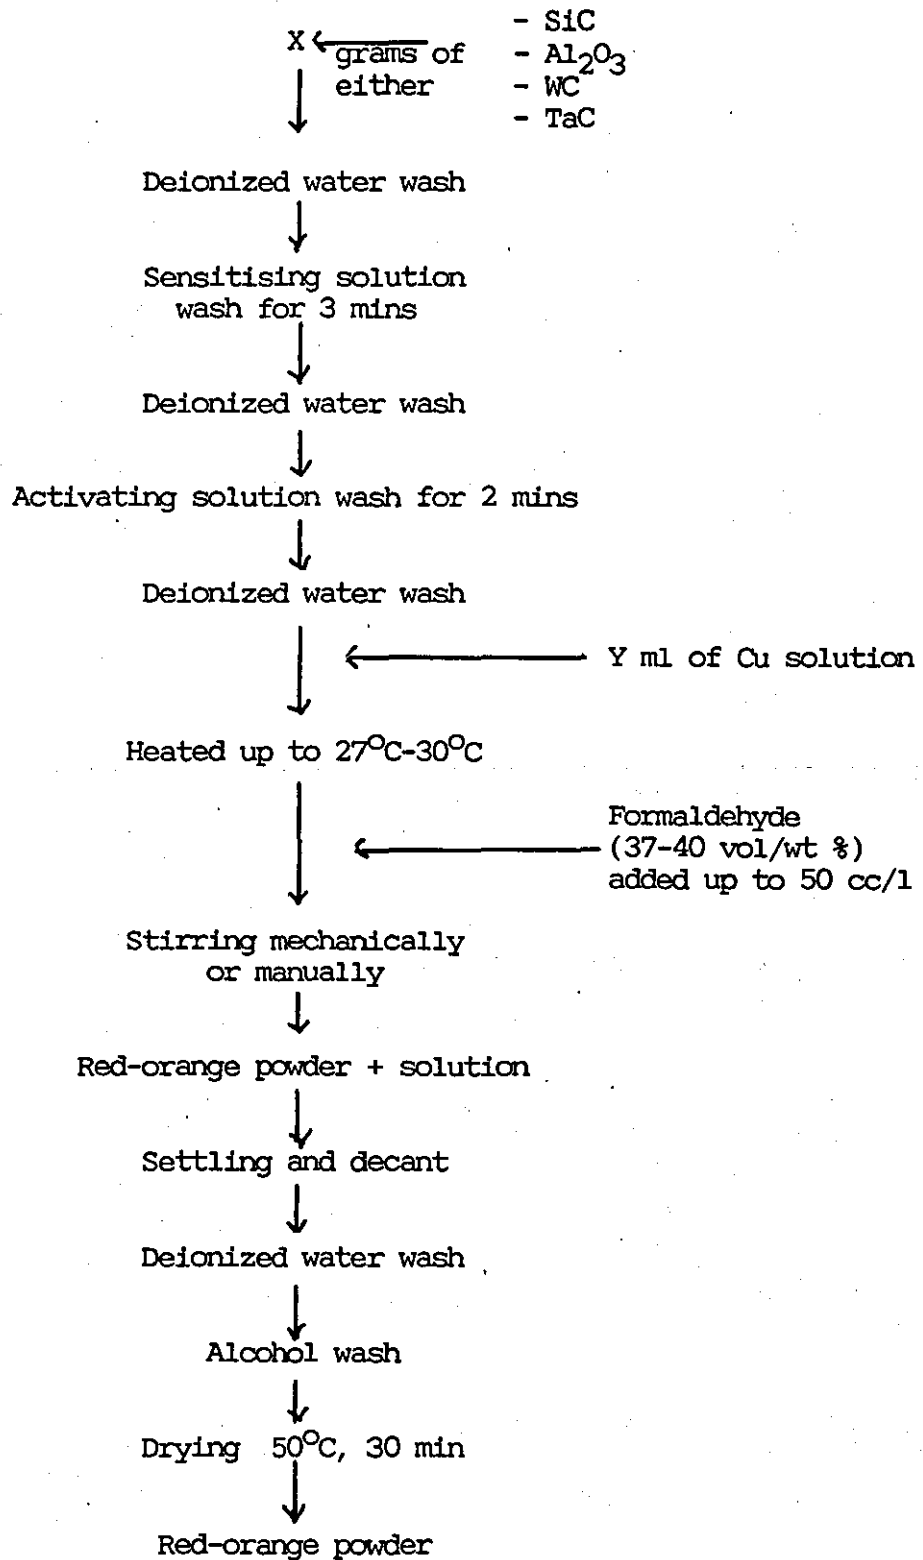 X grams of either
- SiC
- Al2O3
- WC
- TaC
Deionized water wash
Sensitising solution
wash for 3 mins
Deionized water wash
Activating solution wash for 2 mins
Deionized water wash
Y ml of Cu solution
Heated up to 27°C-30°C
Formaldehyde
(37-40 vol/wt %)
added up to 50 cc/l
Stirring mechanically
or manually
Red-orange powder + solution
Settling and decant
Deionized water wash
Alcohol wash
Drying 50°C, 30 min
Red-orange powder